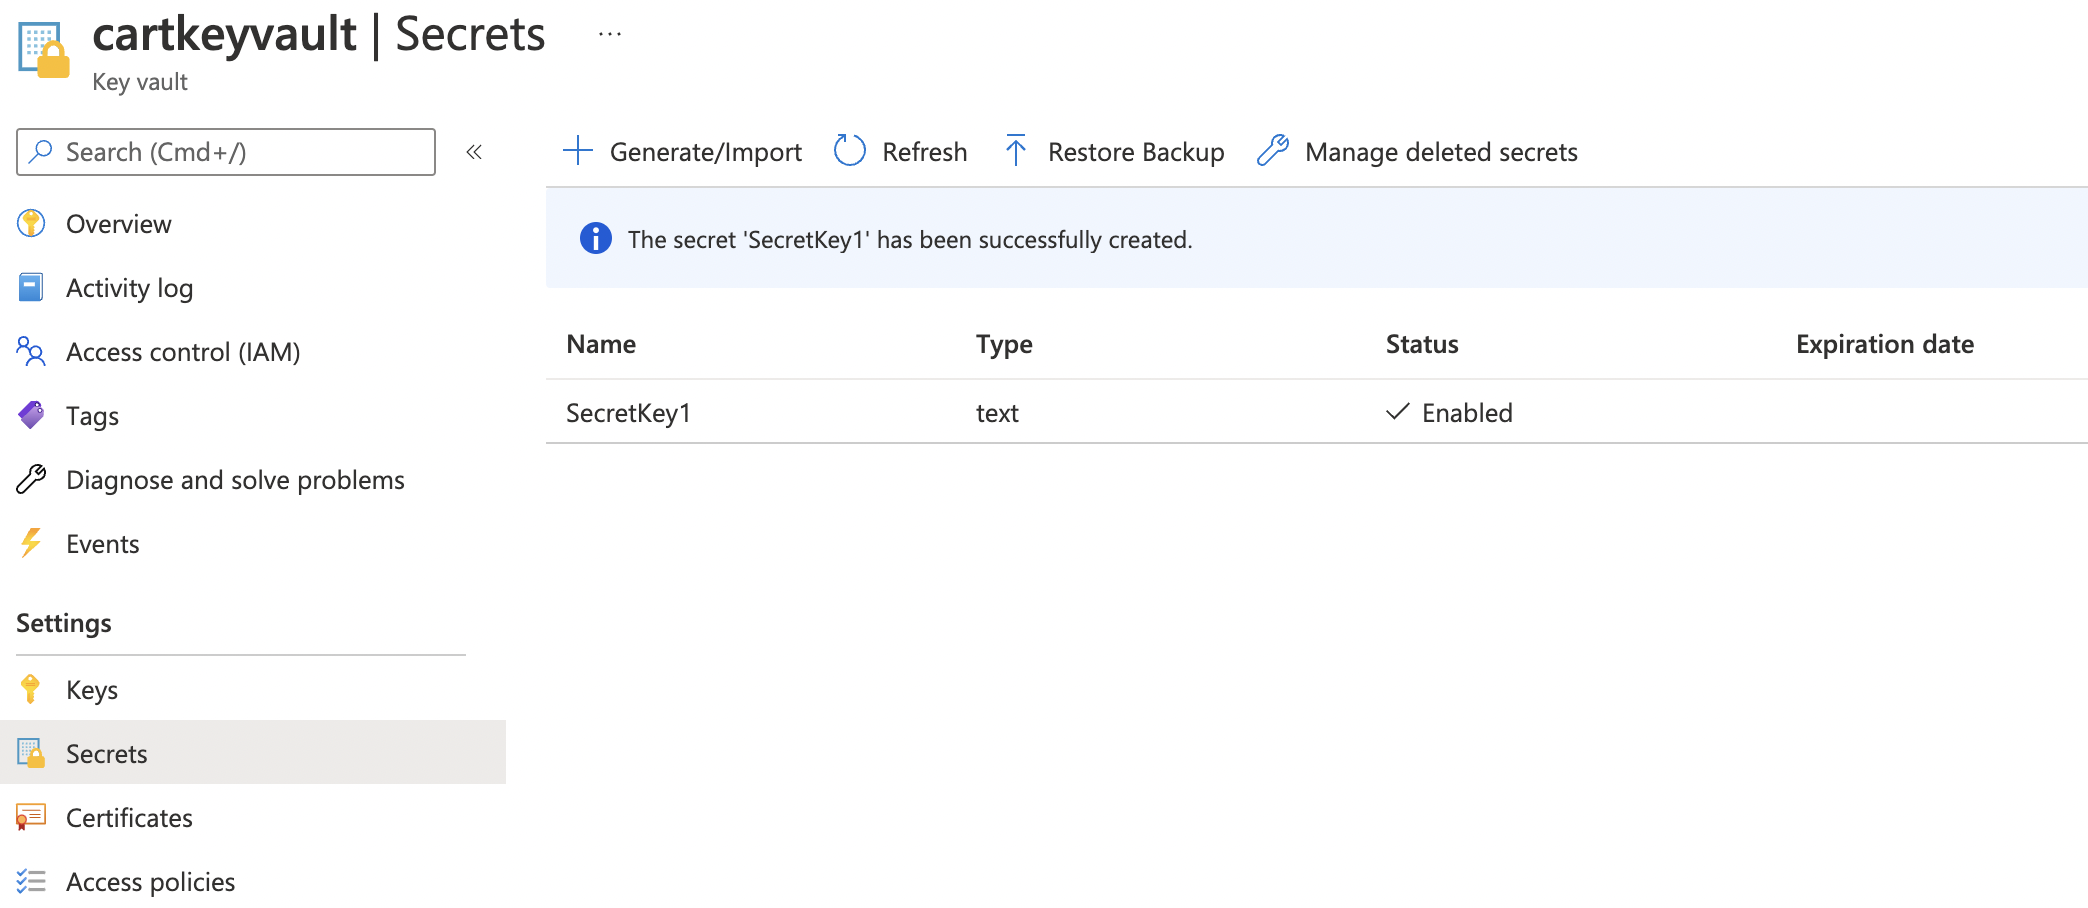 cartkeyvault | Secrets ...
Key vault
Search (Cmd+/)
«
Generate/Import Refresh Restore Backup Manage deleted secrets
Overview
Activity log
Access control (IAM)
Tags
Diagnose and solve problems
Events
Settings
Keys
Secrets
Certificates
Access policies
The secret 'SecretKey1' has been successfully created.
Name Type Status Expiration date
SecretKey1 text Enabled